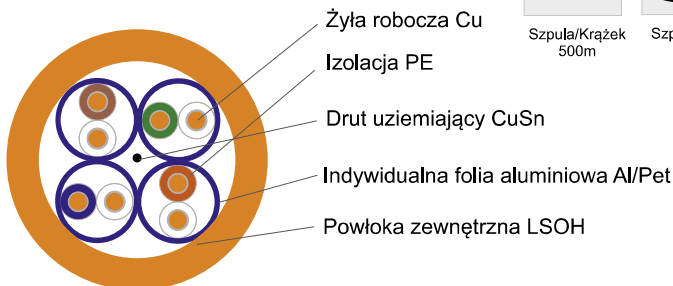 Żyła robocza Cu
Izolacja PE
Drut uziemiający CuSn
Indywidualna folia aluminiowa Al/Pet
Powłoka zewnętrzna LSOH
Szpula/Krążek
500m